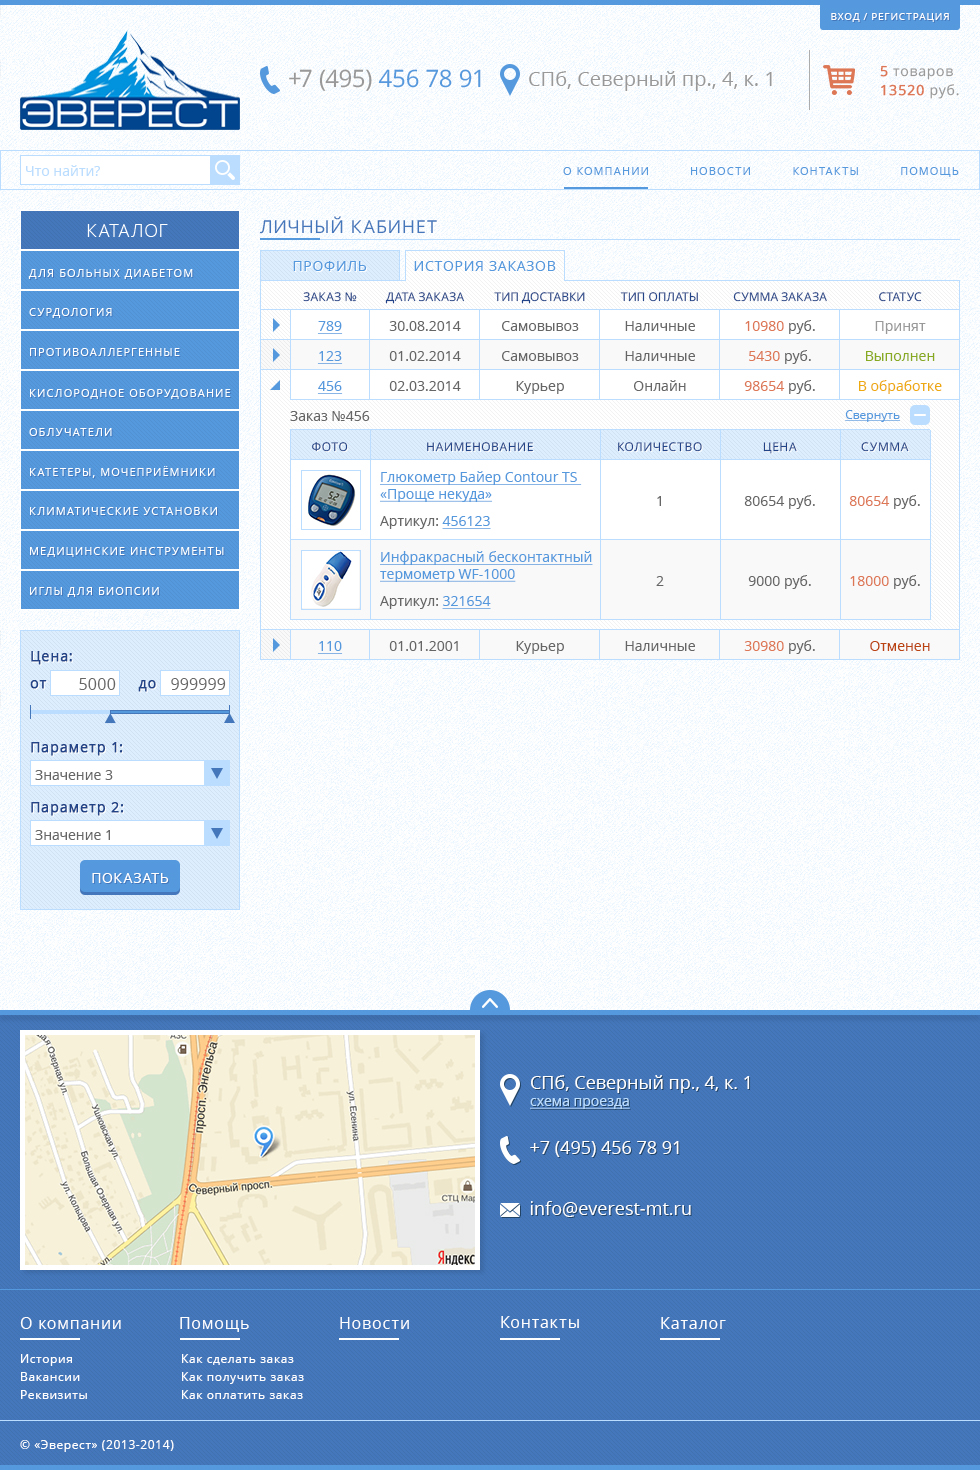 ВХОД / РЕГИСТРАЦИЯ
ЭВЕРЕСТ
+7 (495) 456 78 91
СПб, Северный пр., 4, к. 1
5 товаров
13520 руб.
Что найти?
О КОМПАНИИ НОВОСТИ КОНТАКТЫ ПОМОЩЬ
КАТАЛОГ
ДЛЯ БОЛЬНЫХ ДИАБЕТОМ
СУРДОЛОГИЯ
ПРОТИВОАЛЛЕРГЕННЫЕ
КИСЛОРОДНОЕ ОБОРУДОВАНИЕ
ОБЛУЧАТЕЛИ
КАТЕТЕРЫ, МОЧЕПРИЁМНИКИ
КЛИМАТИЧЕСКИЕ УСТАНОВКИ
МЕДИЦИНСКИЕ ИНСТРУМЕНТЫ
ИГЛЫ ДЛЯ БИОПСИИ
Цена:
от 5000 до 999999
Параметр 1:
Значение 3
Параметр 2:
Значение 1
ПОКАЗАТЬ
ЛИЧНЫЙ КАБИНЕТ
ПРОФИЛЬ ИСТОРИЯ ЗАКАЗОВ
ЗАКАЗ № ДАТА ЗАКАЗА ТИП ДОСТАВКИ ТИП ОПЛАТЫ СУММА ЗАКАЗА СТАТУС
789 30.08.2014 Самовывоз Наличные 10980 руб. Принят
123 01.02.2014 Самовывоз Наличные 5430 руб. Выполнен
456 02.03.2014 Курьер Онлайн 98654 руб. В обработке
Заказ №456 Свернуть
ФОТО НАИМЕНОВАНИЕ КОЛИЧЕСТВО ЦЕНА СУММА
Глюкометр Байер Contour TS
«Проще некуда»
Артикул: 456123
1 80654 руб. 80654 руб.
Инфракрасный бесконтактный
термометр WF-1000
Артикул: 321654
2 9000 руб. 18000 руб.
110 01.01.2001 Курьер Наличные 30980 руб. Отменен
АЗС
просп. Энгельса
Ушковская ул.
Большая Озерная ул.
ул. Кольцова
ул. Есенина
Северный просп.
Яндекс
СПб, Северный пр., 4, к. 1
схема проезда
+7 (495) 456 78 91
info@everest-mt.ru
О компании
История
Вакансии
Реквизиты
Помощь
Как сделать заказ
Как получить заказ
Как оплатить заказ
Новости
Контакты
Каталог
© «Эверест» (2013-2014)